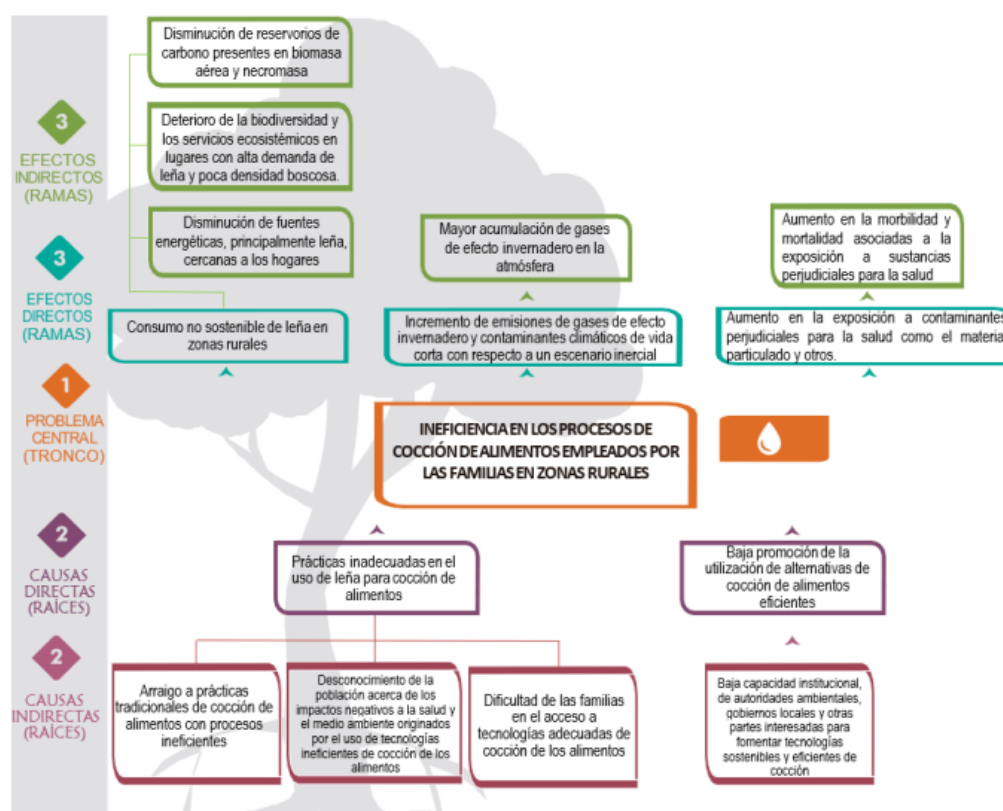 Disminución de reservorios de
carbono presentes en biomasa
aérea y necromasa
3
EFECTOS
INDIRECTOS
(RAMAS)
Deterioro de la biodiversidad y
los servicios ecosistémicos en
lugares con alta demanda de
leña y poca densidad boscosa.
Disminución de fuentes
energéticas, principalmente leña,
cercanas a los hogares
Mayor acumulación de gases
de efecto invernadero en la
atmósfera
Aumento en la morbilidad y
mortalidad asociadas a la
exposición a sustancias
perjudiciales para la salud
3
EFECTOS
DIRECTOS
(RAMAS)
Consumo no sostenible de leña en
zonas rurales
Incremento de emisiones de gases de efecto
invernadero y contaminantes climáticos de vida
corta con respecto a un escenario inercial
Aumento en la exposición a contaminantes
perjudiciales para la salud como el materia
particulado y otros.
1
PROBLEMA
CENTRAL
(TRONCO)
INEFICIENCIA EN LOS PROCESOS DE
COCCIÓN DE ALIMENTOS EMPLEADOS POR
LAS FAMILIAS EN ZONAS RURALES
2
CAUSAS
DIRECTAS
(RAÍCES)
Prácticas inadecuadas en el
uso de leña para cocción de
alimentos
Baja promoción de la
utilización de alternativas de
cocción de alimentos
eficientes
2
CAUSAS
INDIRECTAS
(RAÍCES)
Arraigo a prácticas
tradicionales de cocción de
alimentos con procesos
ineficientes
Desconocimiento de la
población acerca de los
impactos negativos a la salud y
el medio ambiente originados
por el uso de tecnologías
ineficientes de cocción de los
alimentos
Dificultad de las familias
en el acceso a
tecnologías adecuadas de
cocción de los alimentos
Baja capacidad institucional,
de autoridades ambientales,
gobiernos locales y otras
partes interesadas para
fomentar tecnologías
sostenibles y eficientes de
cocción